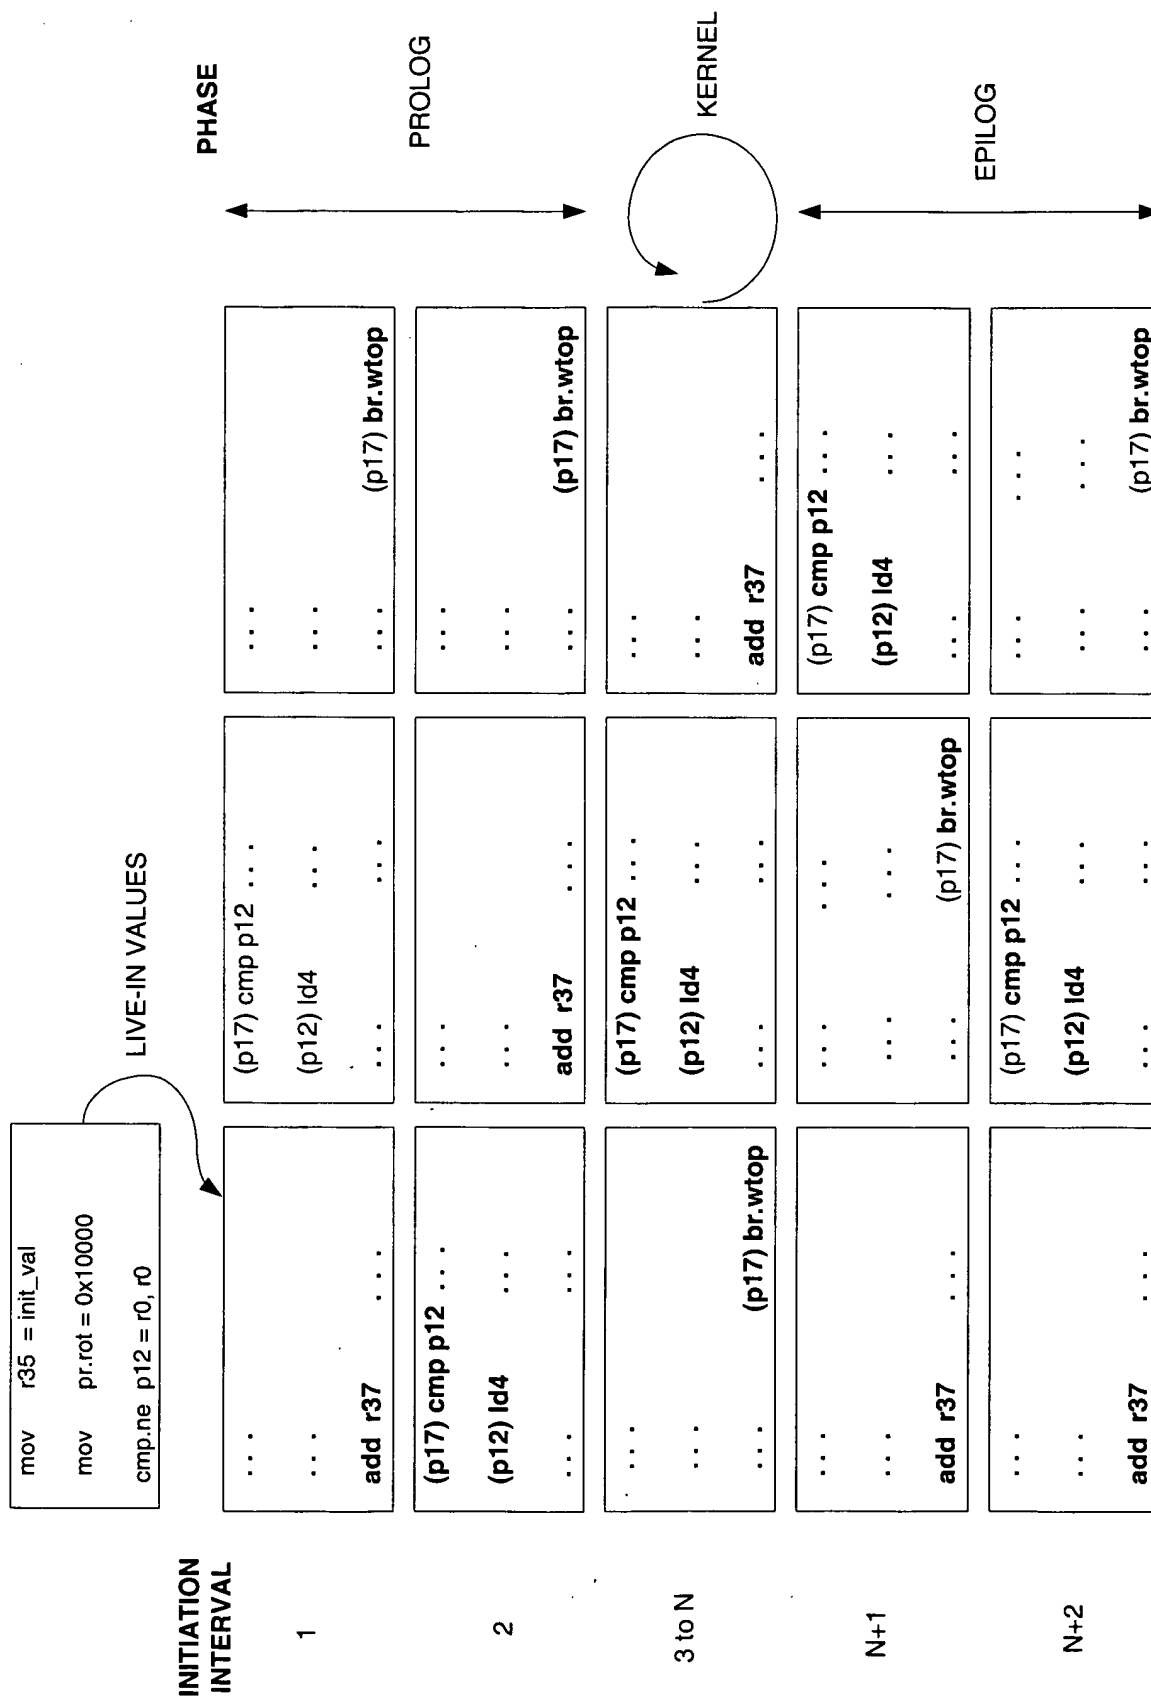 mov r35 = init_val
mov pr.rot = 0x10000
cmp.ne p12 = r0, r0
LIVE-IN VALUES
INITIATION
INTERVAL
PHASE
1
...
...
add r37 ...
(p17) cmp p12 ...
(p12) ld4 ...
... ...
...
...
... (p17) br.wtop
PROLOG
2
(p17) cmp p12 ...
(p12) ld4 ...
... ...
...
...
add r37 ...
...
...
... (p17) br.wtop
3 to N
...
...
... (p17) br.wtop
(p17) cmp p12 ...
(p12) ld4 ...
... ...
...
...
add r37 ...
KERNEL
N+1
...
...
add r37 ...
... ...
... ...
... (p17) br.wtop
(p17) cmp p12 ...
(p12) ld4 ...
... ...
EPILOG
N+2
...
...
add r37 ...
(p17) cmp p12 ...
(p12) ld4 ...
... ...
... ...
... ...
... (p17) br.wtop